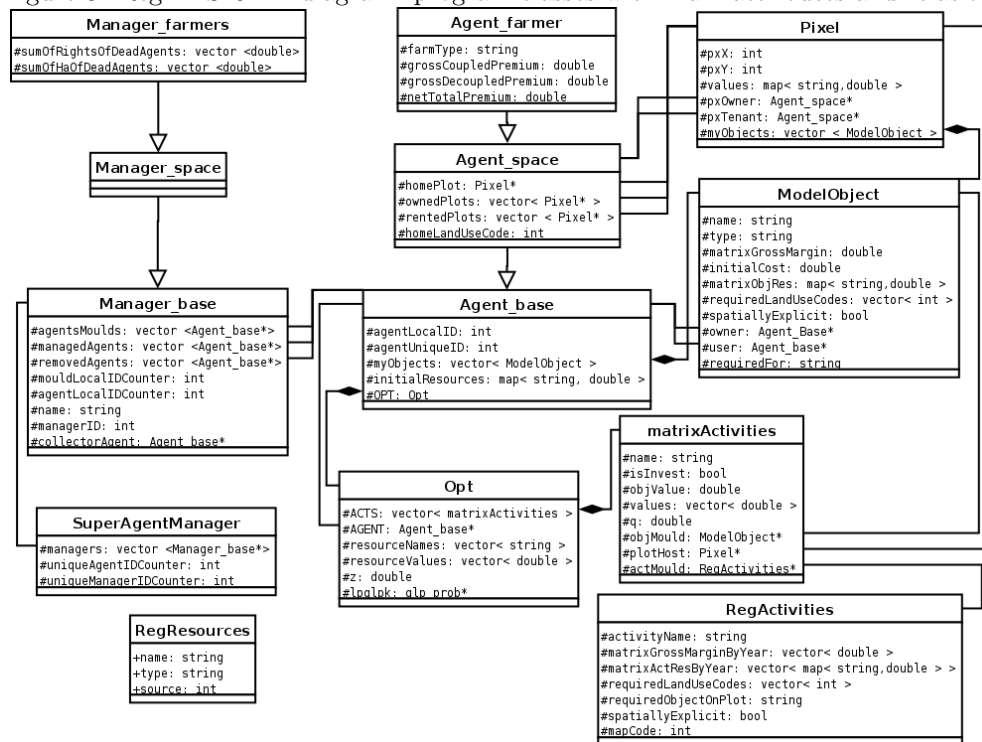 Manager_farmers
#sumOfRightsOfDeadAgents: vector <double>
#sumOfHaOfDeadAgents: vector <double>
Agent_farmer
#farmType: string
#grossCoupledPremium: double
#grossDecoupledPremium: double
#netTotalPremium: double
Pixel
#pxX: int
#pxY: int
#values: map< string,double >
#pxOwner: Agent_space*
#pxTenant: Agent_space*
#myObjects: vector < ModelObject >
Manager_space
Agent_space
#homePlot: Pixel*
#ownedPlots: vector< Pixel* >
#rentedPlots: vector < Pixel* >
#homeLandUseCode: int
ModelObject
#name: string
#type: string
#matrixGrossMargin: double
#initialCost: double
#matrixObjRes: map< string,double >
#requiredLandUseCodes: vector< int >
#spatiallyExplicit: bool
#owner: Agent_Base*
#user: Agent_base*
#requiredFor: string
Manager_base
#agentsMoulds: vector <Agent_base*>
#managedAgents: vector <Agent_base*>
#removedAgents: vector <Agent_base*>
#mouldLocalIDCounter: int
#agentLocalIDCounter: int
#name: string
#managerID: int
#collectorAgent: Agent_base*
Agent_base
#agentLocalID: int
#agentUniqueID: int
#myObjects: vector< ModelObject >
#initialResources: map< string, double >
#OPT: Opt
matrixActivities
#name: string
#isInvest: bool
#objValue: double
#values: vector< double >
#q: double
#objMould: ModelObject*
#plotHost: Pixel*
#actMould: RegActivities*
Opt
#ACTS: vector< matrixActivities >
#AGENT: Agent_base*
#resourceNames: vector< string >
#resourceValues: vector< double >
#z: double
#lpglpk: glp_prob*
SuperAgentManager
#managers: vector <Manager_base*>
#uniqueAgentIDCounter: int
#uniqueManagerIDCounter: int
RegResources
+name: string
+type: string
+source: int
RegActivities
#activityName: string
#matrixGrossMarginByYear: vector< double >
#matrixActResByYear: vector< map< string,double > >
#requiredLandUseCodes: vector< int >
#requiredObjectOnPlot: string
#spatiallyExplicit: bool
#mapCode: int